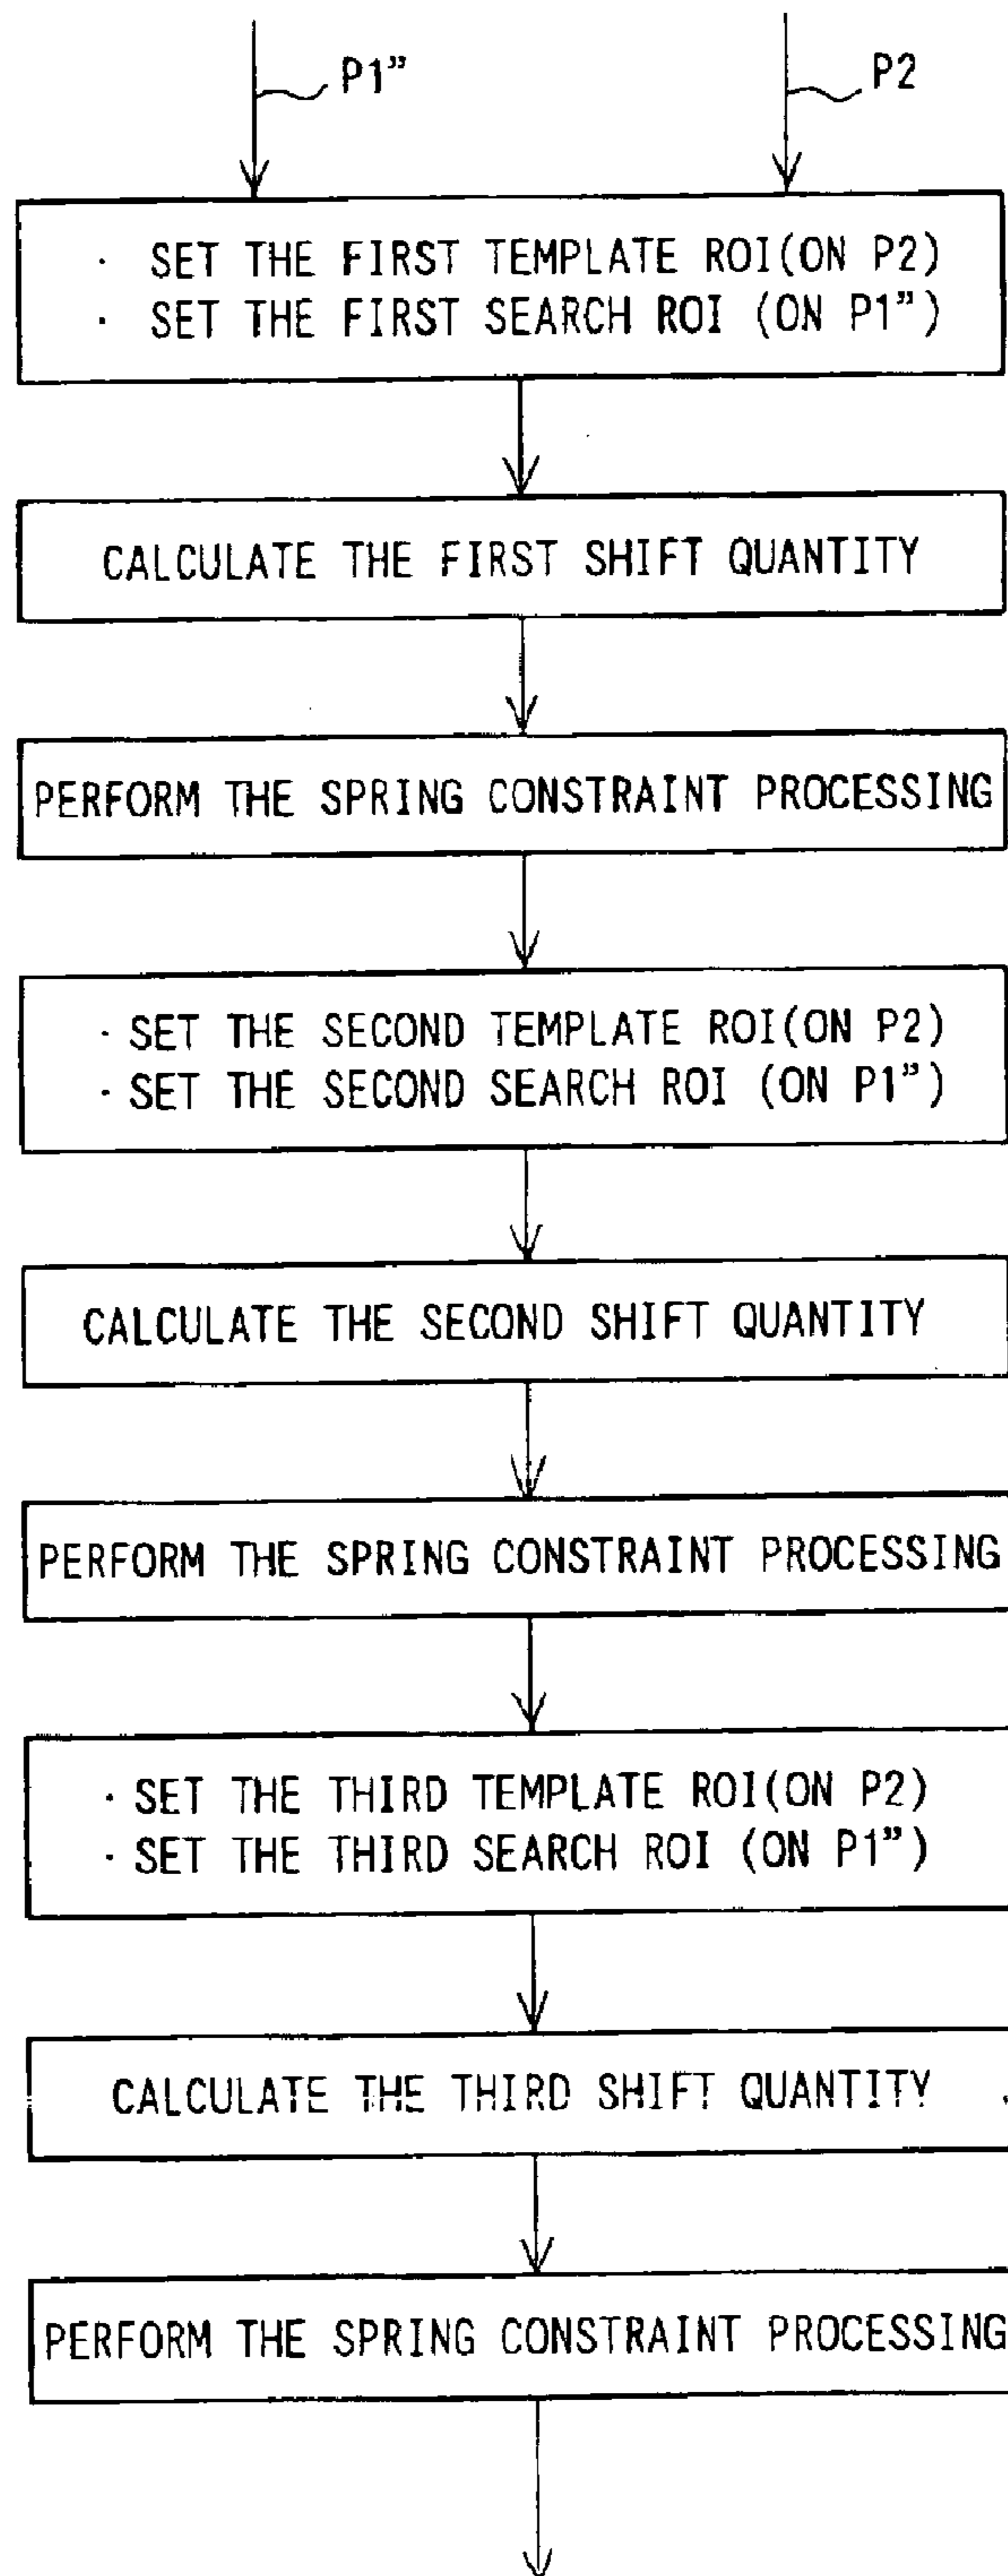 P1”
P2
· SET THE FIRST TEMPLATE ROI(ON P2)
· SET THE FIRST SEARCH ROI (ON P1”)
CALCULATE THE FIRST SHIFT QUANTITY
PERFORM THE SPRING CONSTRAINT PROCESSING
· SET THE SECOND TEMPLATE ROI(ON P2)
· SET THE SECOND SEARCH ROI (ON P1”)
CALCULATE THE SECOND SHIFT QUANTITY
PERFORM THE SPRING CONSTRAINT PROCESSING
· SET THE THIRD TEMPLATE ROI(ON P2)
· SET THE THIRD SEARCH ROI (ON P1”)
CALCULATE THE THIRD SHIFT QUANTITY
PERFORM THE SPRING CONSTRAINT PROCESSING